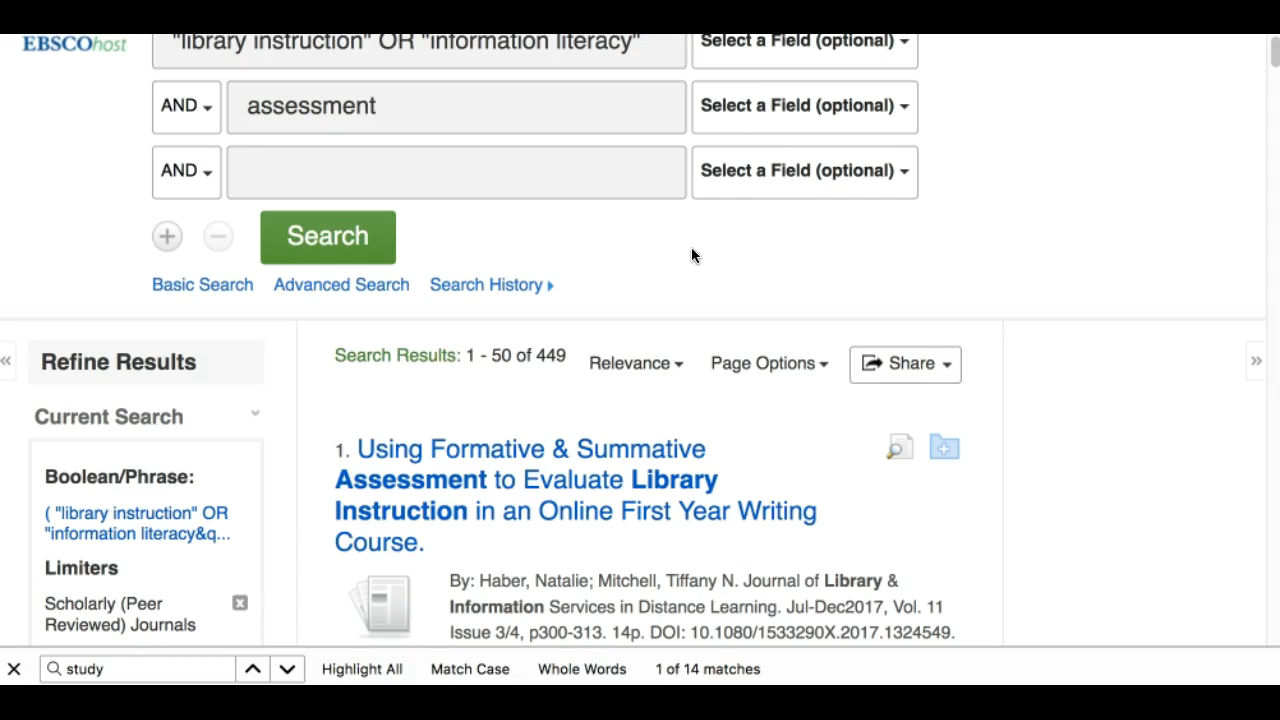 EBSCOhost
"library instruction" OR "information literacy"
Select a Field (optional)
AND
assessment
Select a Field (optional)
AND
Select a Field (optional)
Search
Basic Search
Advanced Search
Search History
Refine Results
Search Results: 1 - 50 of 449
Relevance
Page Options
Share
Current Search
Boolean/Phrase:
( "library instruction" OR
"information literacy&q...
Limiters
Scholarly (Peer
Reviewed) Journals
1. Using Formative & Summative
Assessment to Evaluate Library
Instruction in an Online First Year Writing
Course.
By: Haber, Natalie; Mitchell, Tiffany N. Journal of Library &
Information Services in Distance Learning. Jul-Dec2017, Vol. 11
Issue 3/4, p300-313. 14p. DOI: 10.1080/1533290X.2017.1324549.
study
Highlight All
Match Case
Whole Words
1 of 14 matches